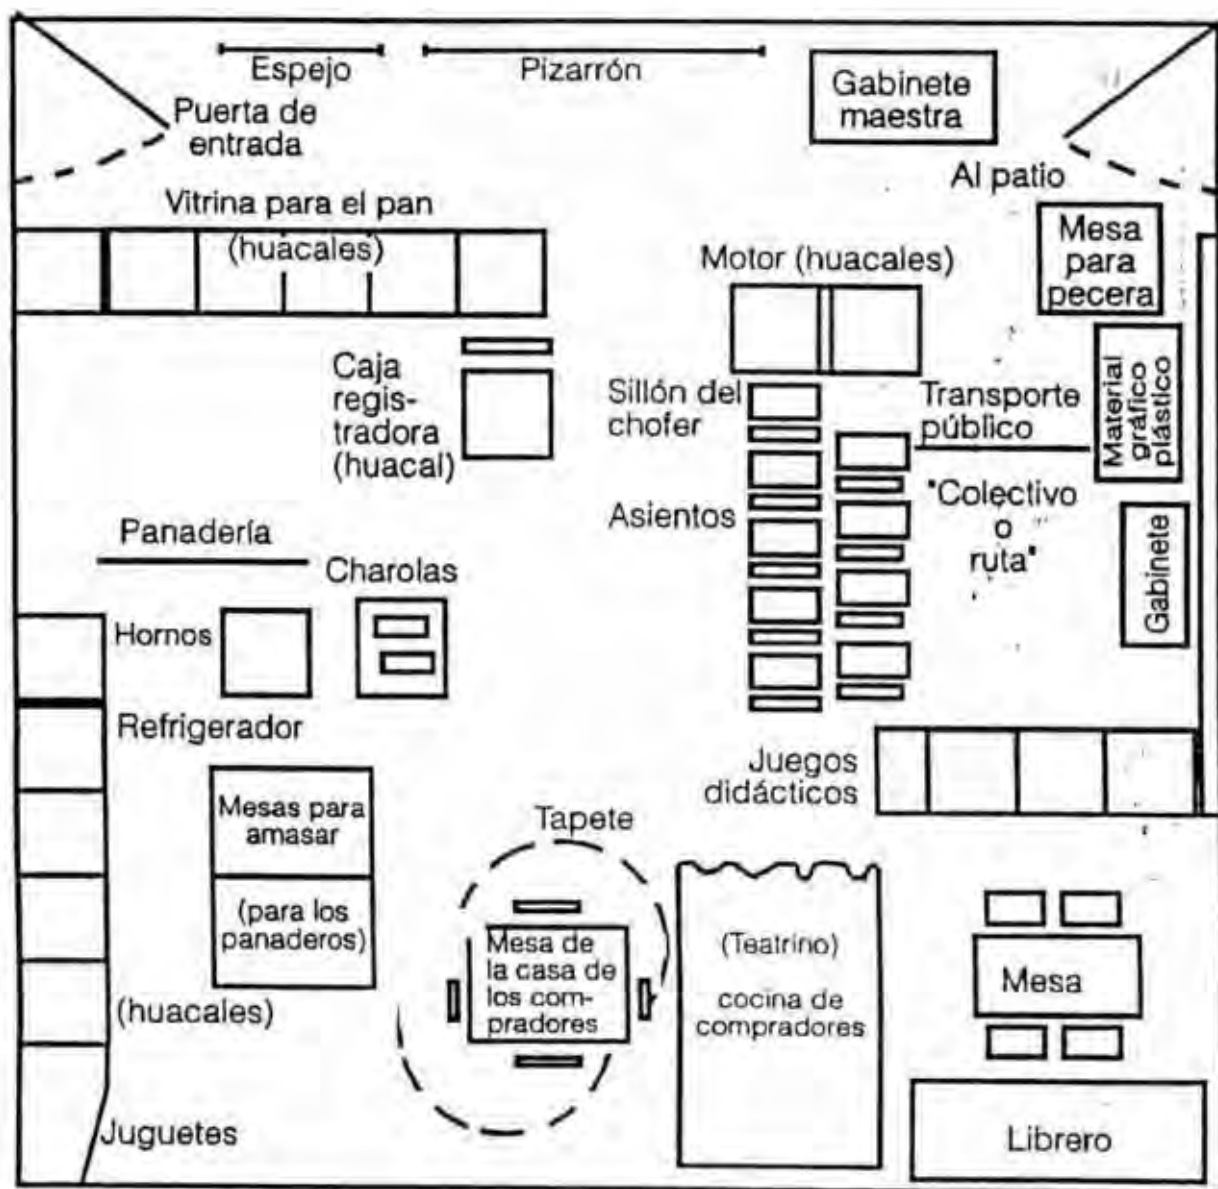 Espejo
Pizarrón
Gabinete
maestra
Puerta de
entrada
Al patio
Vitrina para el pan
(huacales)
Mesa
para
pecera
Motor (huacales)
Caja
regis-
tradora
(huacal)
Sillón del
chofer
Transporte
público
Material
gráfico
plástico
Asientos
"Colectivo
o
ruta"
Gabinete
Panadería
Charolas
Hornos
Refrigerador
Juegos
didácticos
Mesas para
amasar
(para los
panaderos)
Tapete
Mesa de
la casa de
los com-
pradores
(Teatrino)
cocina de
compradores
Mesa
(huacales)
Juguetes
Librero